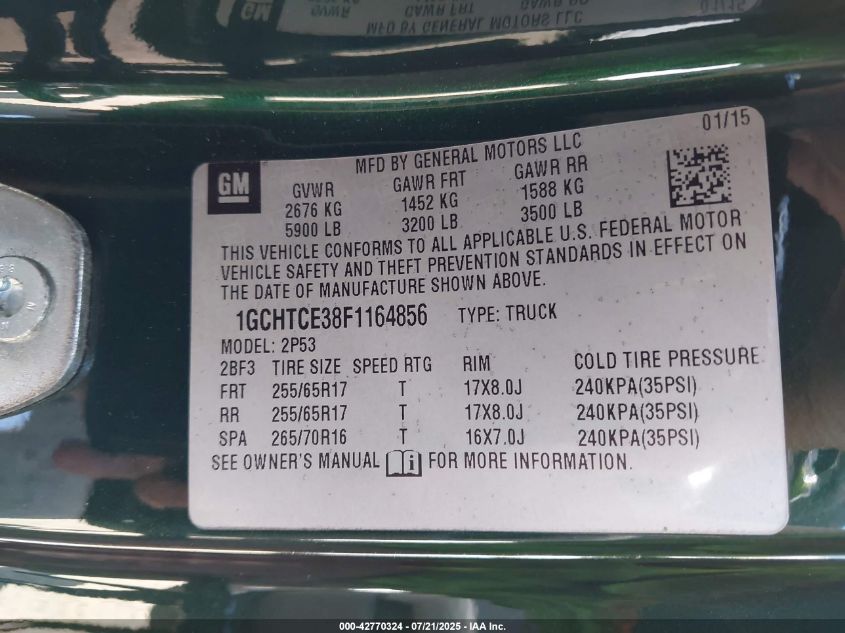 01/15
MFD BY GENERAL MOTORS LLC
GM
GVWR GAWR FRT GAWR RR
2676 KG 1452 KG 1588 KG
5900 LB 3200 LB 3500 LB
THIS VEHICLE CONFORMS TO ALL APPLICABLE U.S. FEDERAL MOTOR
VEHICLE SAFETY AND THEFT PREVENTION STANDARDS IN EFFECT ON
THE DATE OF MANUFACTURE SHOWN ABOVE.
1GCHTCE38F1164856 TYPE: TRUCK
MODEL: 2P53
2BF3 TIRE SIZE SPEED RTG RIM COLD TIRE PRESSURE
FRT 255/65R17 T 17X8.0J 240KPA(35PSI)
RR 255/65R17 T 17X8.0J 240KPA(35PSI)
SPA 265/70R16 T 16X7.0J 240KPA(35PSI)
SEE OWNER'S MANUAL i FOR MORE INFORMATION.
000-42770324 - 07/21/2025 - IAA Inc.